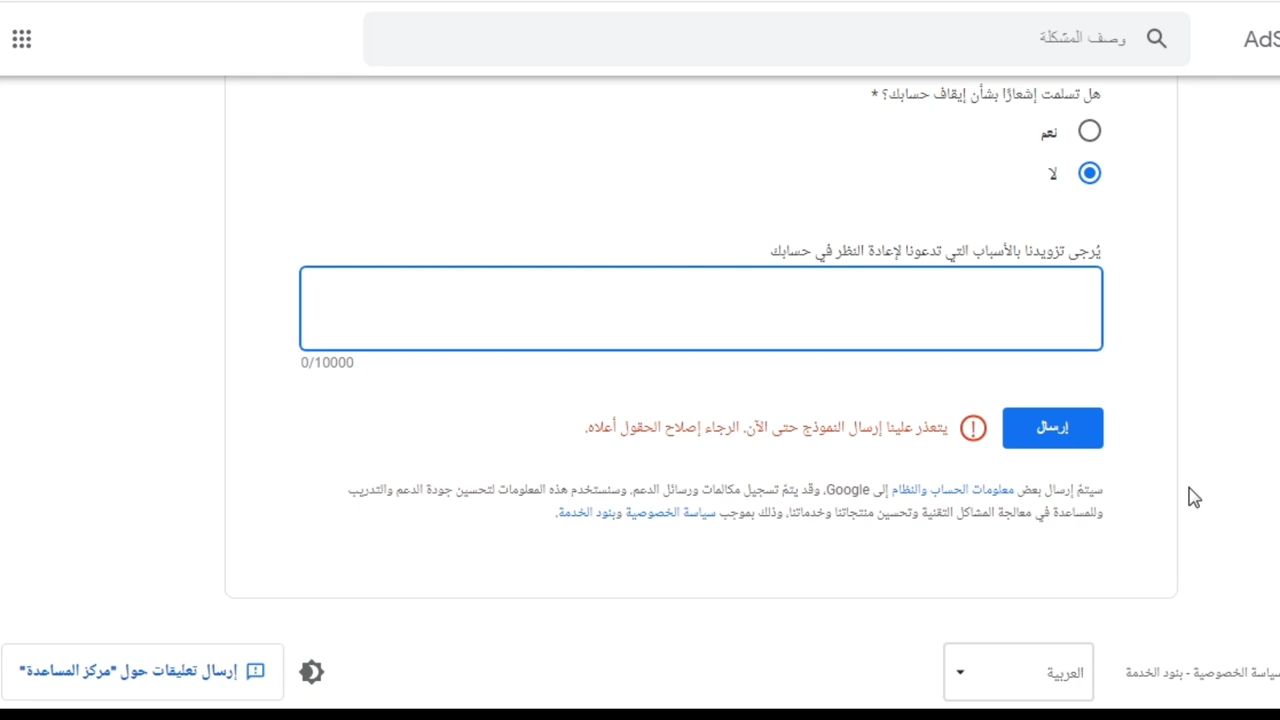 وصف المشكلة
هل تسلمت إشعارًا بشأن إيقاف حسابك؟ *
نعم
لا
يُرجى تزويدنا بالأسباب التي تدعونا لإعادة النظر في حسابك
0/10000
إرسال
يتعذر علينا إرسال النموذج حتى الآن. الرجاء إصلاح الحقول أعلاه.
سيتمّ إرسال بعض معلومات الحساب والنظام إلى Google، وقد يتمّ تسجيل مكالمات ورسائل الدعم. وسنستخدم هذه المعلومات لتحسين جودة الدعم والتدريب
وللمساعدة في معالجة المشاكل التقنية وتحسين منتجاتنا وخدماتنا، وذلك بموجب سياسة الخصوصية وبنود الخدمة.
سياسة الخصوصية - بنود الخدمة
العربية
إرسال تعليقات حول "مركز المساعدة"